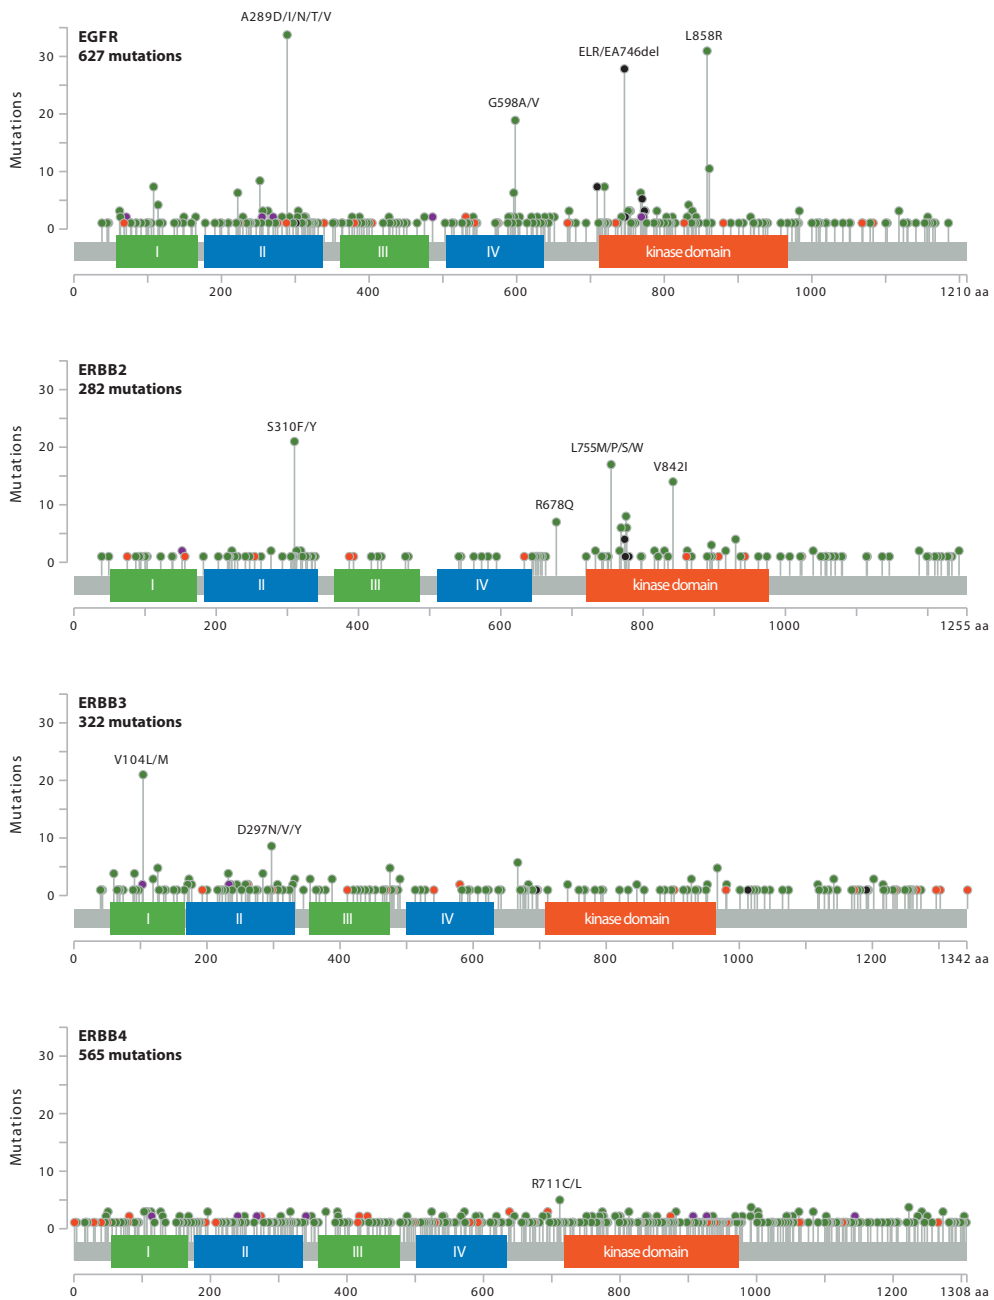 A289D/I/N/T/V
EGFR
627 mutations
L858R
ELR/EA746del
G598A/V
Mutations
30
20
10
0
I
II
III
IV
kinase domain
0
200
400
600
800
1000
1210 aa
ERBB2
282 mutations
S310F/Y
L755M/P/S/W
V842I
R678Q
Mutations
30
20
10
0
I
II
III
IV
kinase domain
0
200
400
600
800
1000
1255 aa
ERBB3
322 mutations
V104L/M
D297N/V/Y
Mutations
30
20
10
0
I
II
III
IV
kinase domain
0
200
400
600
800
1000
1200
1342 aa
ERBB4
565 mutations
R711C/L
Mutations
30
20
10
0
I
II
III
IV
kinase domain
0
200
400
600
800
1000
1200
1308 aa